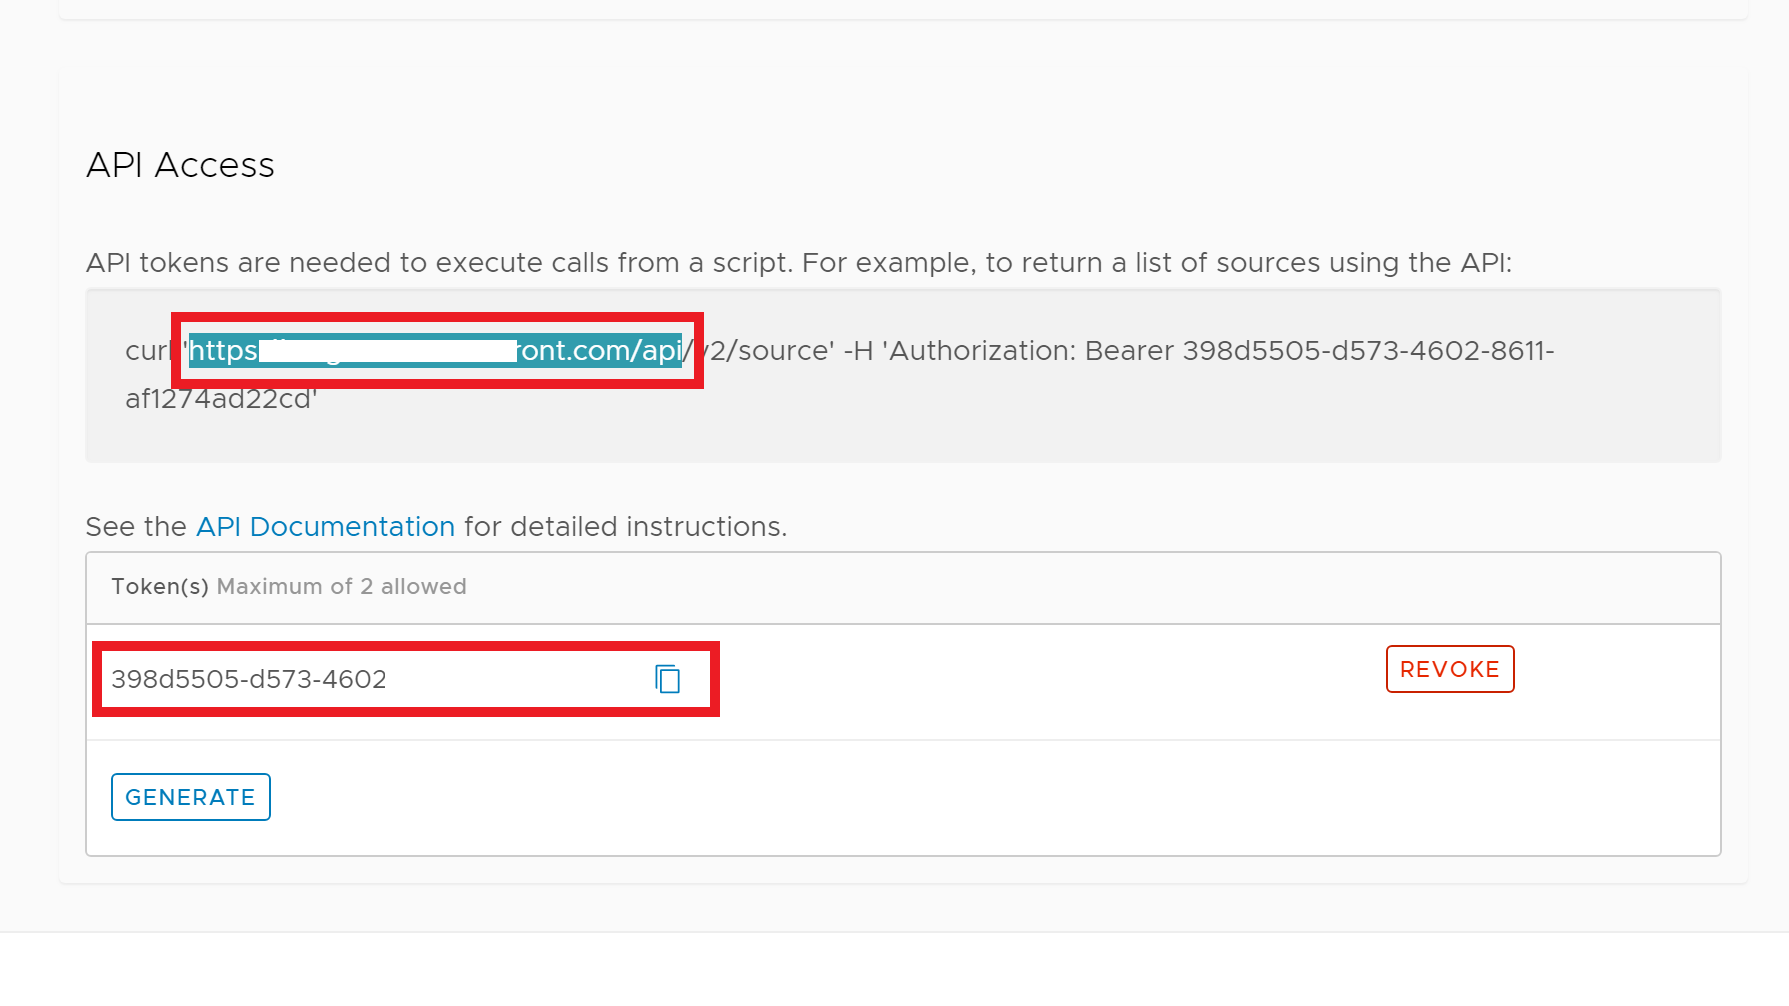 API Access
API tokens are needed to execute calls from a script. For example, to return a list of sources using the API:
curl 'https ront.com/api/v2/source' -H 'Authorization: Bearer 398d5505-d573-4602-8611-
af1274ad22cd'
See the API Documentation for detailed instructions.
Token(s) Maximum of 2 allowed
398d5505-d573-4602
REVOKE
GENERATE